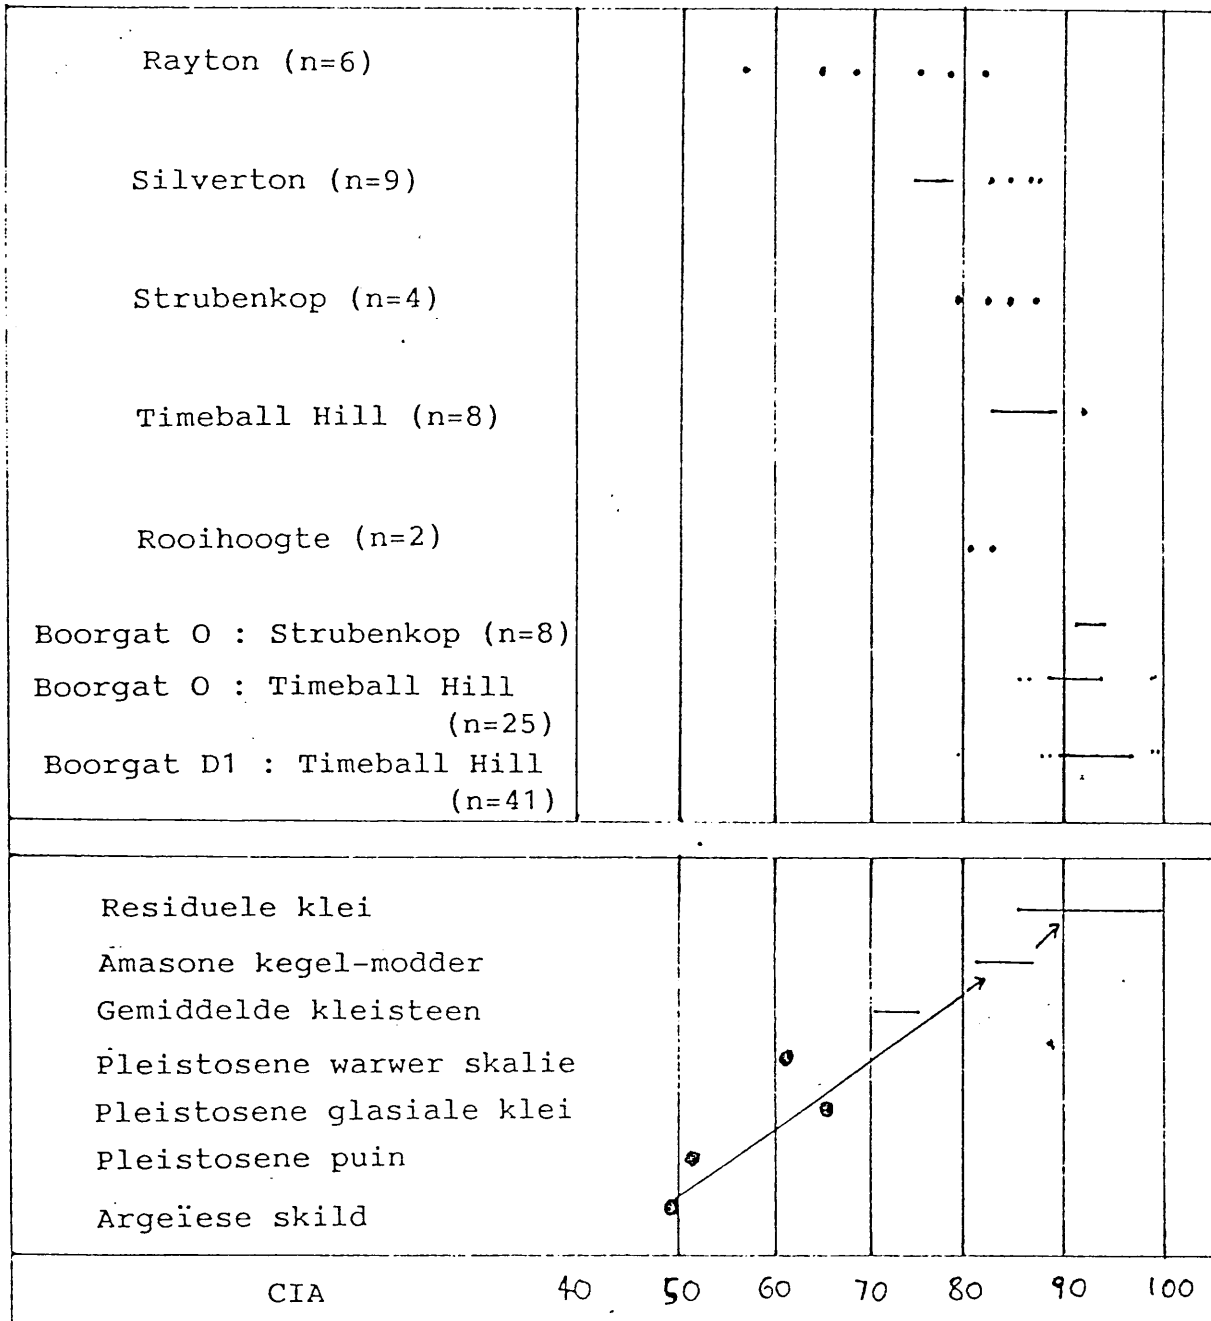 Rayton (n=6)
Silverton (n=9)
Strubenkop (n=4)
Timeball Hill (n=8)
Rooihoogte (n=2)
Boorgat O : Strubenkop (n=8)
Boorgat O : Timeball Hill
(n=25)
Boorgat D1 : Timeball Hill
(n=41)
Residuele klei
Amasone kegel-modder
Gemiddelde kleisteen
Pleistosene warwer skalie
Pleistosene glasiale klei
Pleistosene puin
Argeïese skild
CIA 40 50 60 70 80 90 100